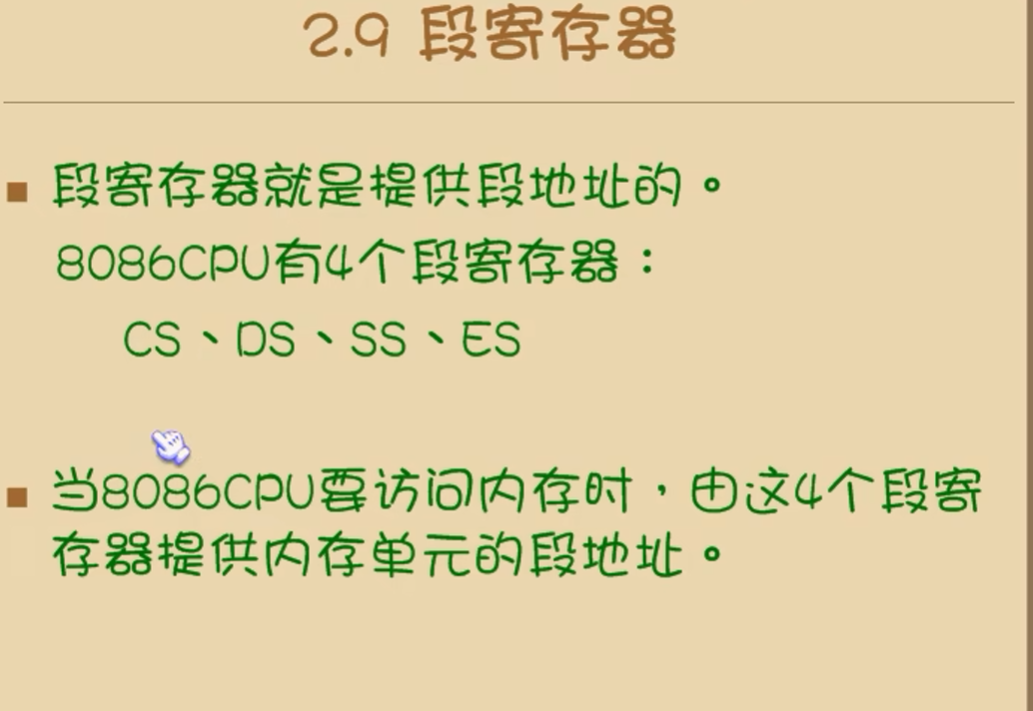 2.9 段寄存器
段寄存器就是提供段地址的。
8086CPU有4个段寄存器：
CS、DS、SS、ES
当8086CPU要访问内存时，由这4个段寄
存器提供内存单元的段地址。